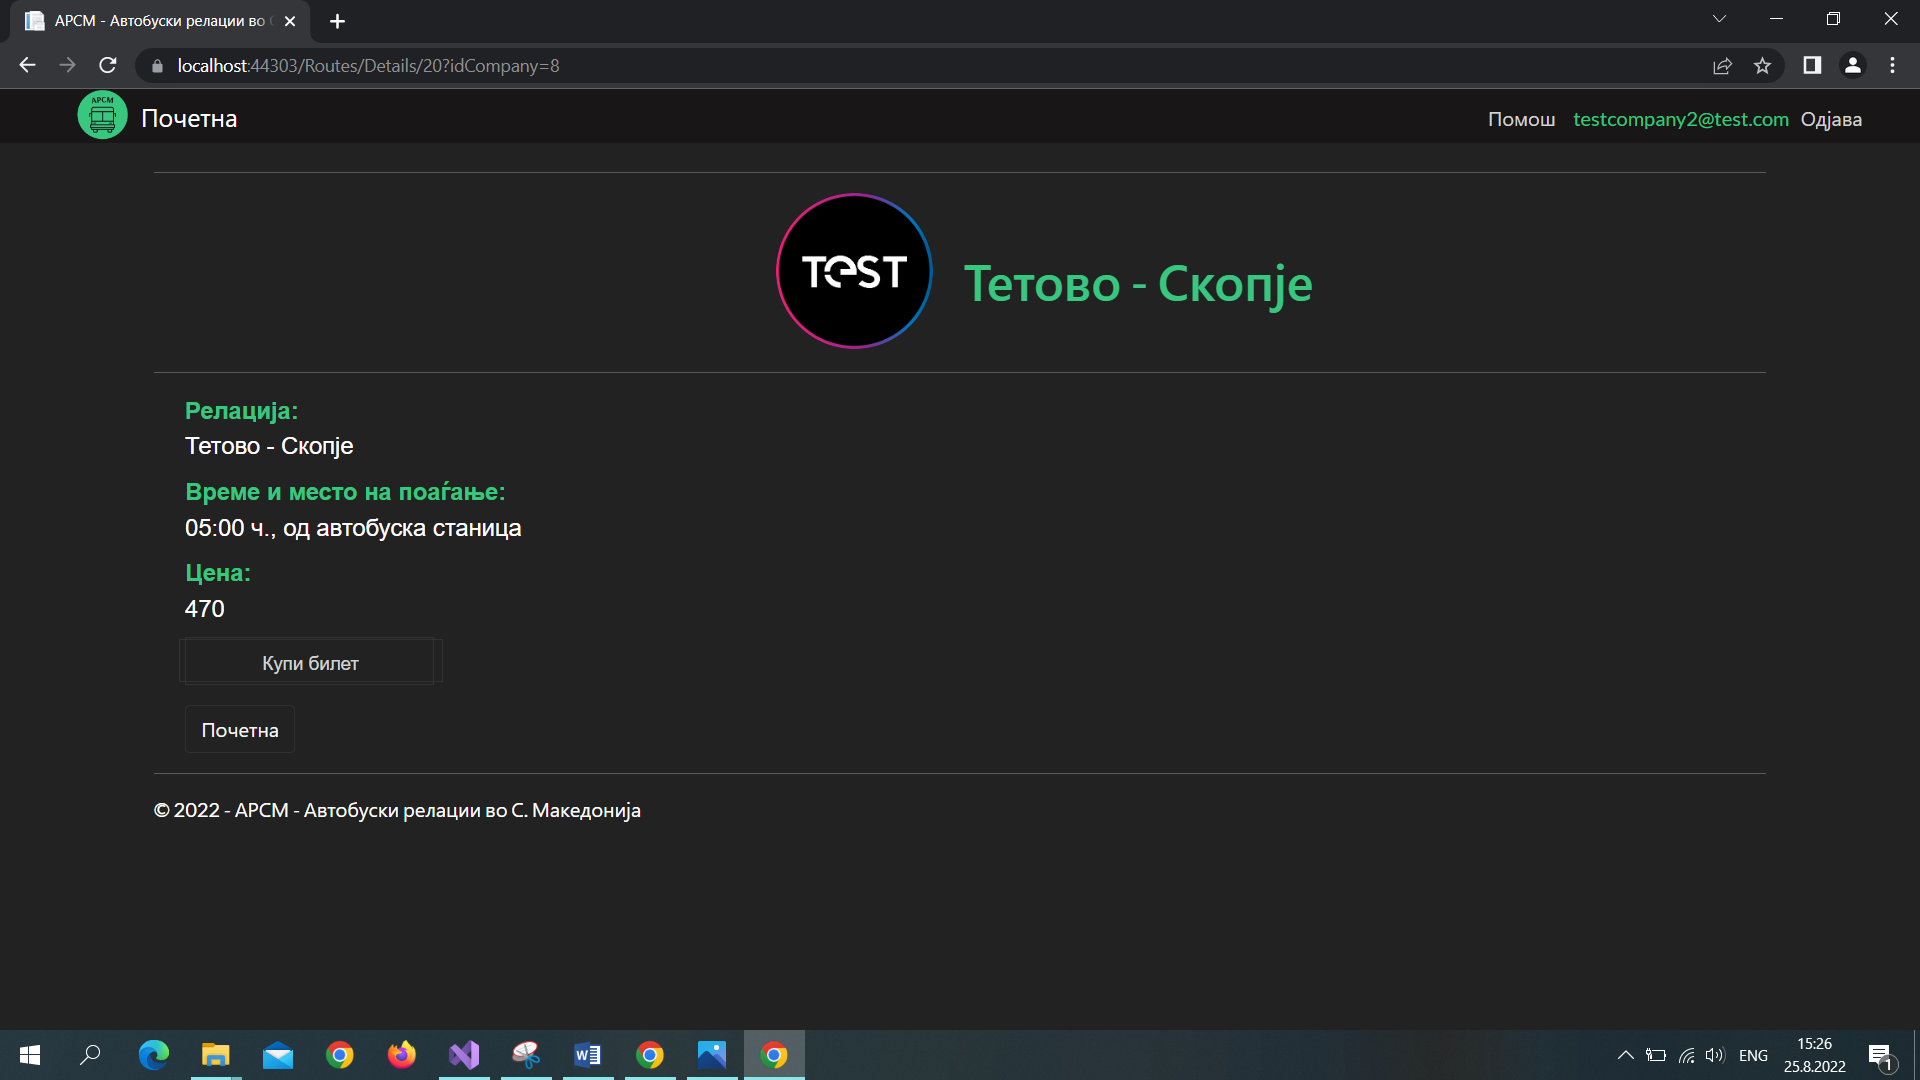 АРСМ - Автобуски релации во
localhost:44303/Routes/Details/20?idCompany=8
АРСМ
Почетна
Помош testcompany2@test.com Одјава
TeST
Тетово - Скопје
Релација:
Тетово - Скопје
Време и место на поаѓање:
05:00 ч., од автобуска станица
Цена:
470
Купи билет
Почетна
© 2022 - АРСМ - Автобуски релации во С. Македонија
ENG
15:26
25.8.2022
1